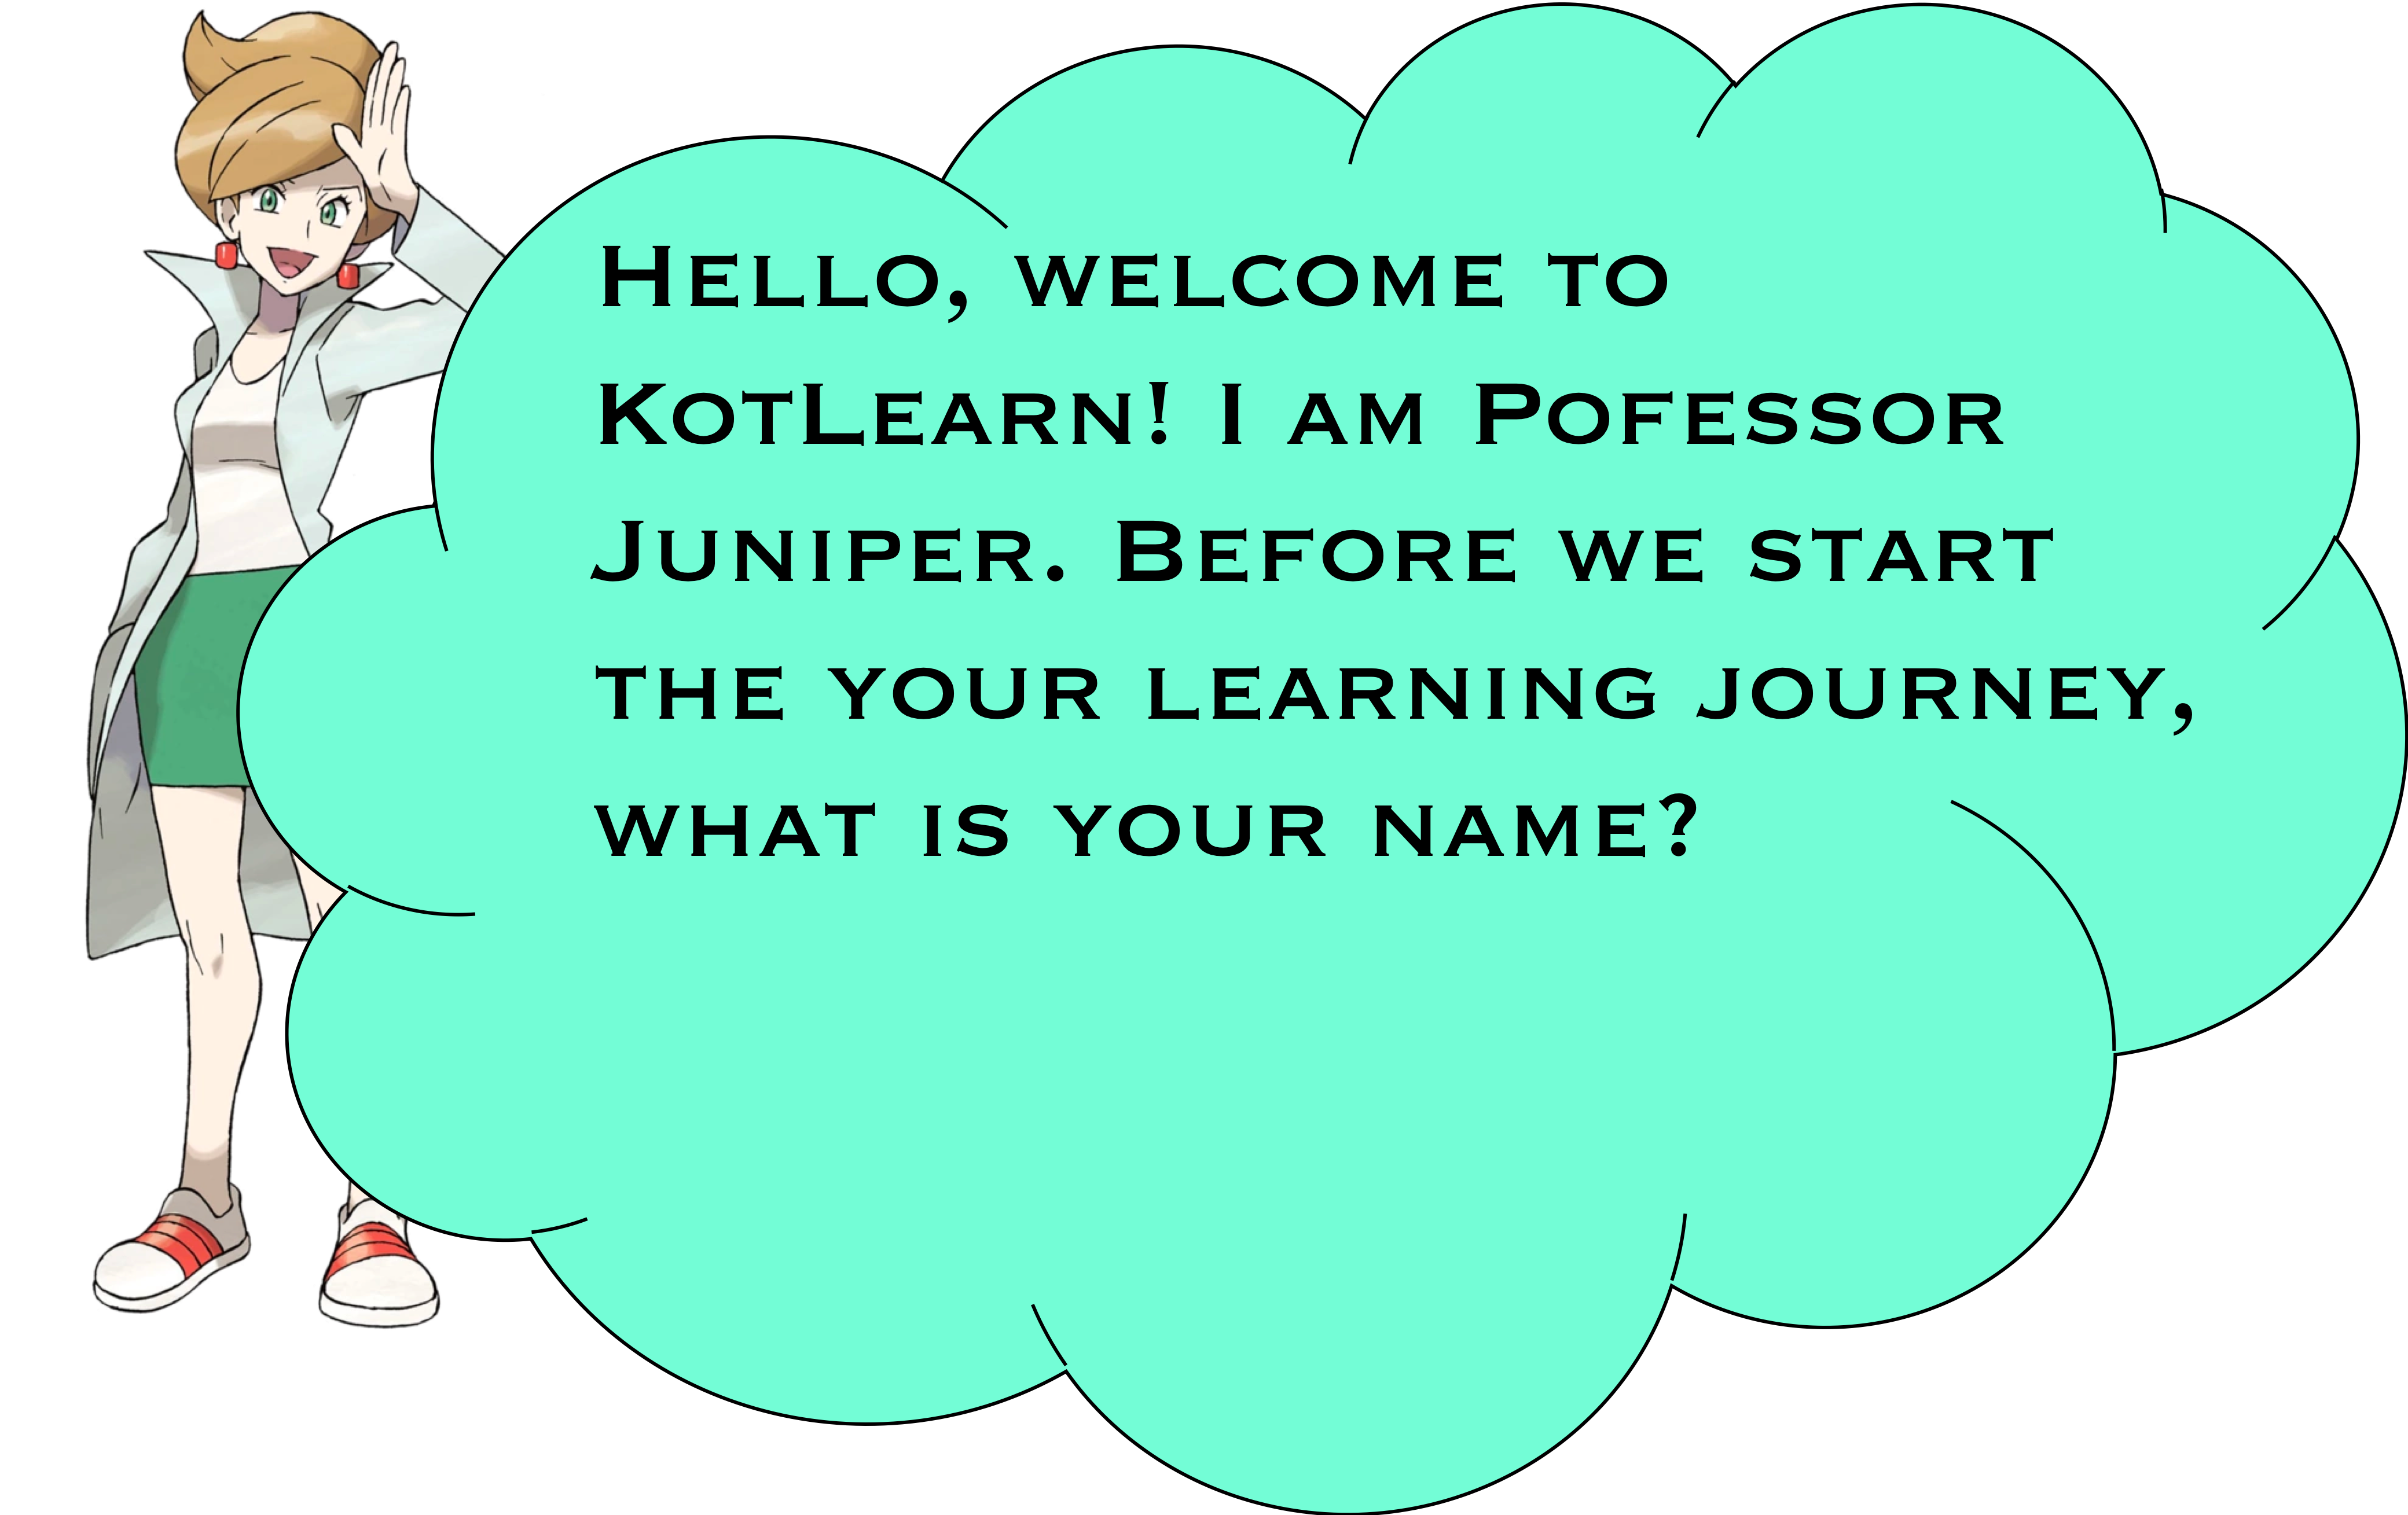 Hello, welcome to
KotLearn! I am Pofessor
Juniper. Before we start
the your learning journey,
what is your name?